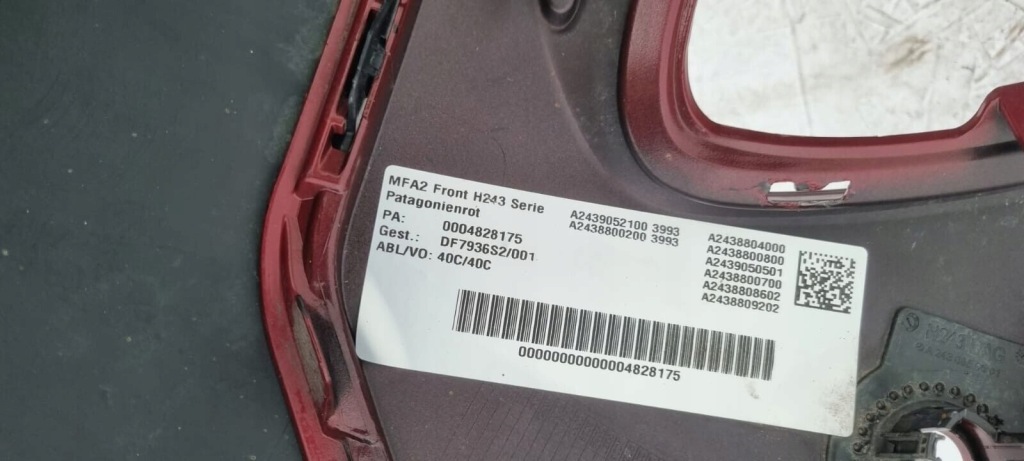 MFA2 Front H243 Serie
Patagonienrot
PA: 0004828175
Gest.: DF7936S2/001
ABL/VO: 40C/40C
A2439052100 3993
A2438800200 3993
A2438804000
A2438800800
A2439050501
A2438800700
A2438808602
A2438809202
00000000000004828175